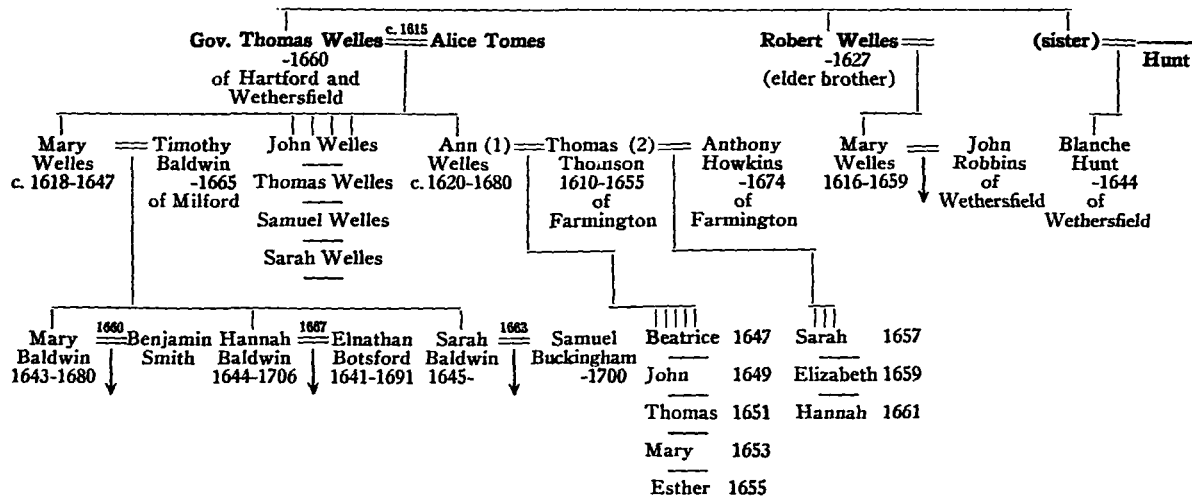 Gov. Thomas Welles c. 1615 Alice Tomes
-1660
of Hartford and
Wethersfield
Robert Welles
-1627
(elder brother)
(sister)
Hunt
Mary
Welles
c. 1618-1647
Timothy
Baldwin
-1665
of Milford
John Welles
Thomas Welles
Samuel Welles
Sarah Welles
Ann (1)
Welles
c. 1620-1680
Thomas (2)
Thomson
1610-1655
of
Farmington
Anthony
Howkins
-1674
of
Farmington
Mary
Welles
1616-1659
John
Robbins
of
Wethersfield
Blanche
Hunt
-1644
of
Wethersfield
Mary
Baldwin
1643-1680
1660
Benjamin
Smith
Hannah
Baldwin
1644-1706
1667
Elnathan
Botsford
1641-1691
Sarah
Baldwin
1645-
1663
Samuel
Buckingham
-1700
Beatrice 1647
John 1649
Thomas 1651
Mary 1653
Esther 1655
Sarah 1657
Elizabeth 1659
Hannah 1661